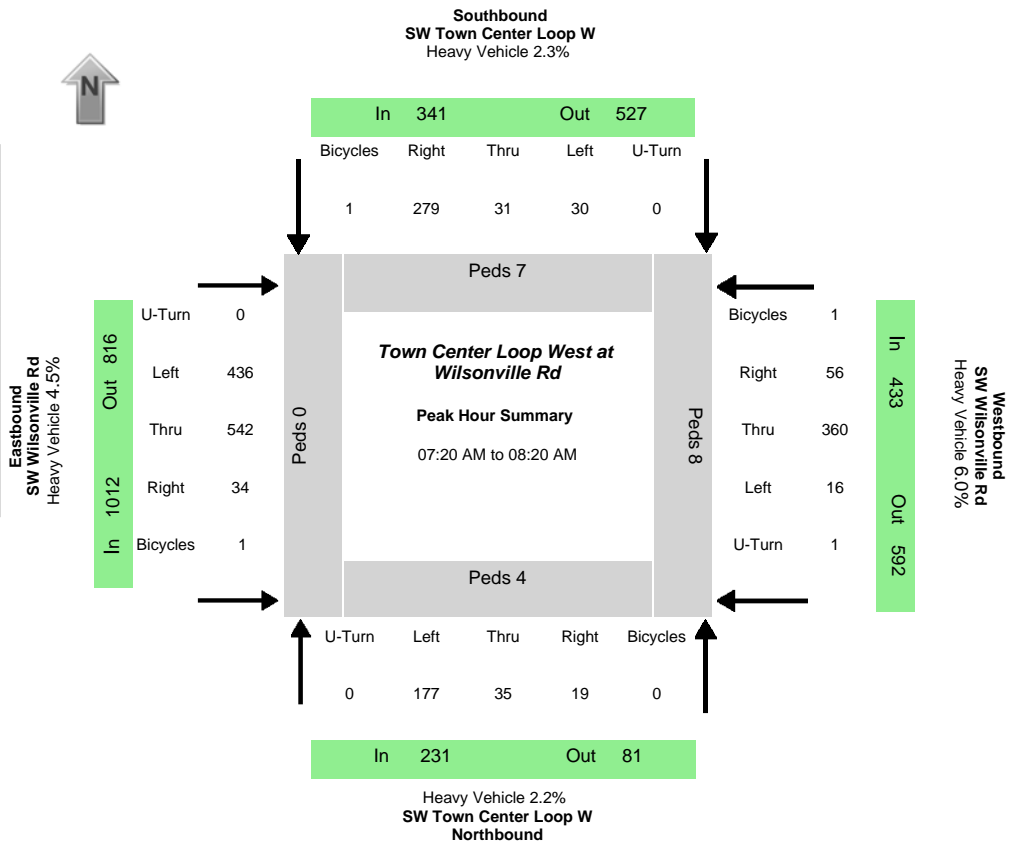 Southbound
SW Town Center Loop W
Heavy Vehicle 2.3%
N
In 341 Out 527
Bicycles Right Thru Left U-Turn
1 279 31 30 0
Peds 7
Eastbound
SW Wilsonville Rd
Heavy Vehicle 4.5%
In 1012 Out 816
U-Turn 0
Left 436
Thru 542
Right 34
Bicycles 1
Peds 0
Town Center Loop West at
Wilsonville Rd
Peak Hour Summary
07:20 AM to 08:20 AM
Peds 8
Bicycles 1
Right 56
Thru 360
Left 16
U-Turn 1
In 433 Out 592
Westbound
SW Wilsonville Rd
Heavy Vehicle 6.0%
Peds 4
U-Turn Left Thru Right Bicycles
0 177 35 19 0
In 231 Out 81
Heavy Vehicle 2.2%
SW Town Center Loop W
Northbound